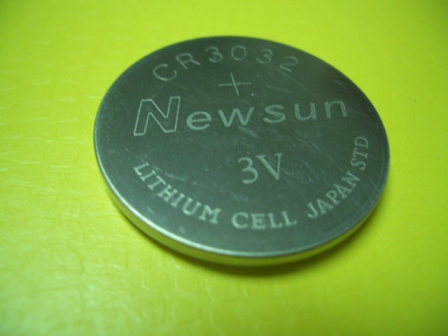 CR3032
+
Newsun
3V
LITHIUM CELL JAPAN STD